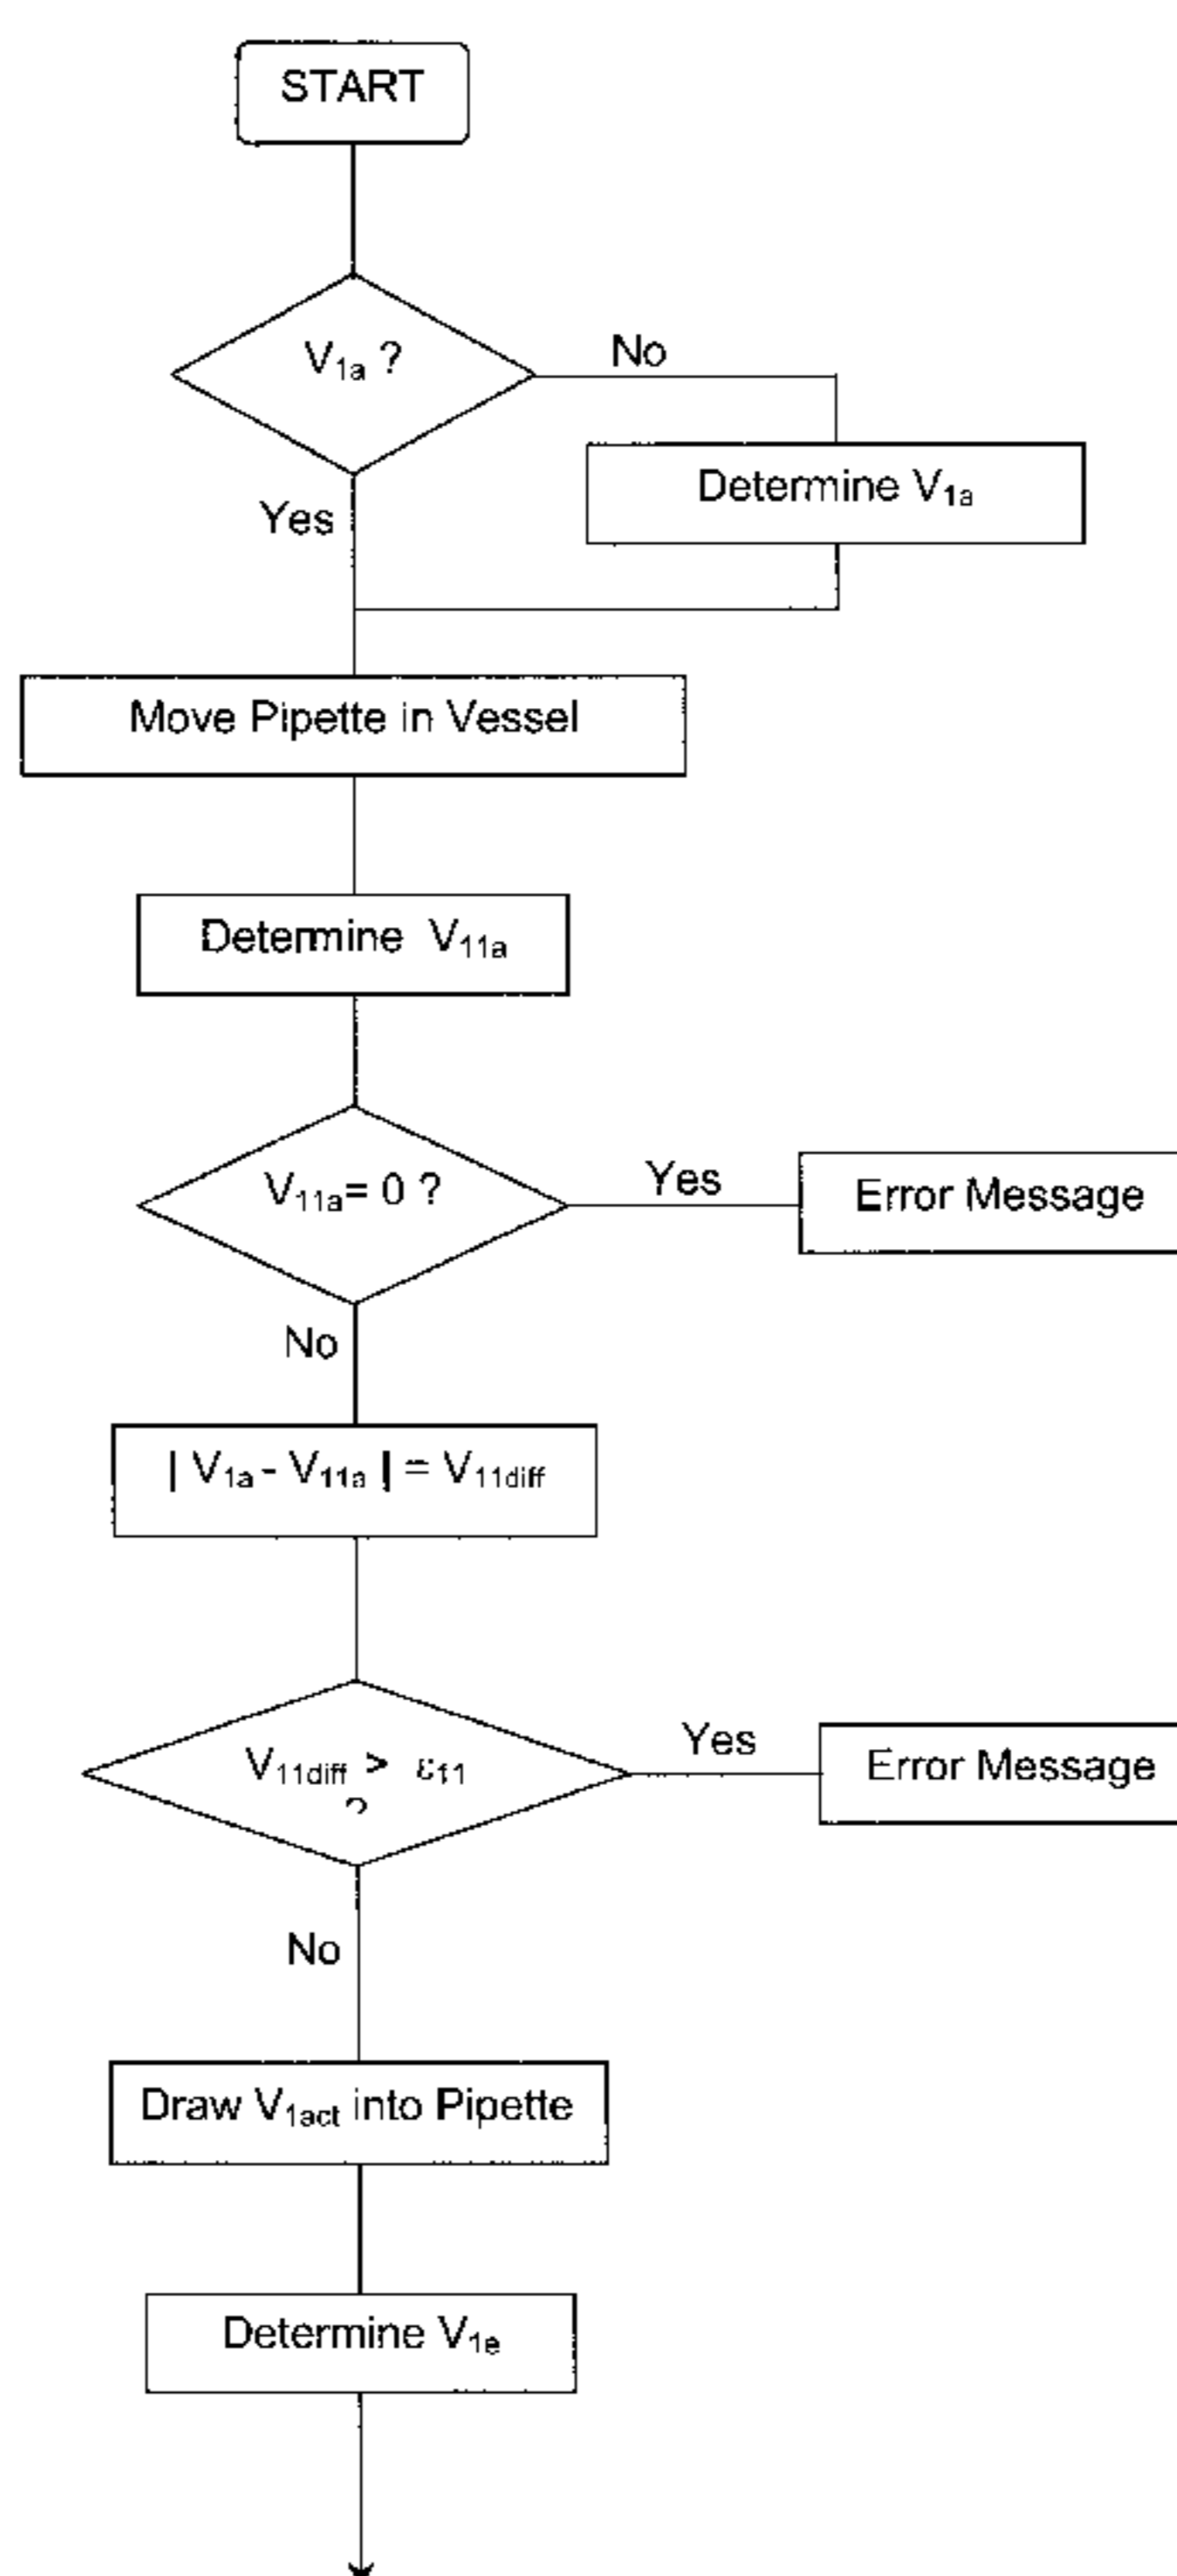 START
V₁ₐ ?
No
Determine V₁ₐ
Yes
Move Pipette in Vessel
Determine V₁₁ₐ
V₁₁ₐ= 0 ?
Yes
Error Message
No
| V₁ₐ - V₁₁ₐ | = V₁₁diff
V₁₁diff > ε₁₁
?
Yes
Error Message
No
Draw V₁act into Pipette
Determine V₁ₑ